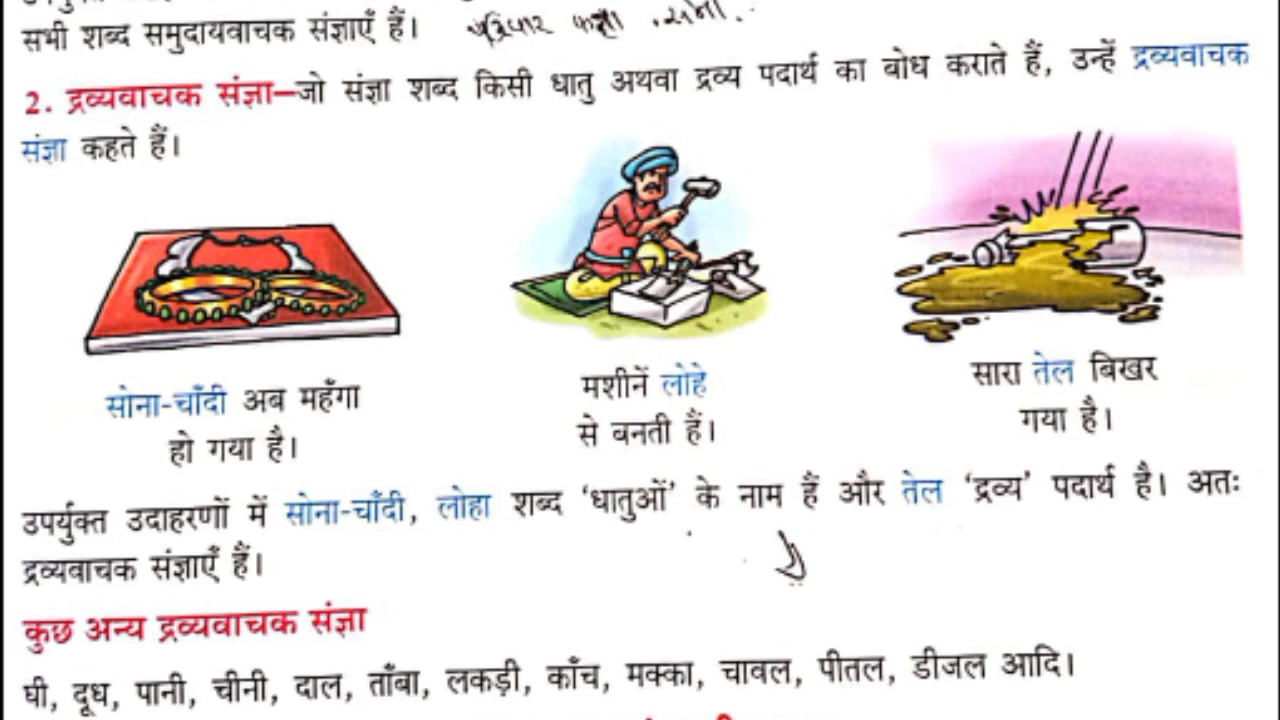 सभी शब्द समुदायवाचक संज्ञाएँ हैं।
2. द्रव्यवाचक संज्ञा–जो संज्ञा शब्द किसी धातु अथवा द्रव्य पदार्थ का बोध कराते हैं, उन्हें द्रव्यवाचक
संज्ञा कहते हैं।
सोना-चाँदी अब महँगा
हो गया है।
मशीनें लोहे
से बनती हैं।
सारा तेल बिखर
गया है।
उपर्युक्त उदाहरणों में सोना-चाँदी, लोहा शब्द ‘धातुओं’ के नाम हैं और तेल ‘द्रव्य’ पदार्थ है। अतः
द्रव्यवाचक संज्ञाएँ हैं।
कुछ अन्य द्रव्यवाचक संज्ञा
घी, दूध, पानी, चीनी, दाल, ताँबा, लकड़ी, काँच, मक्का, चावल, पीतल, डीजल आदि।